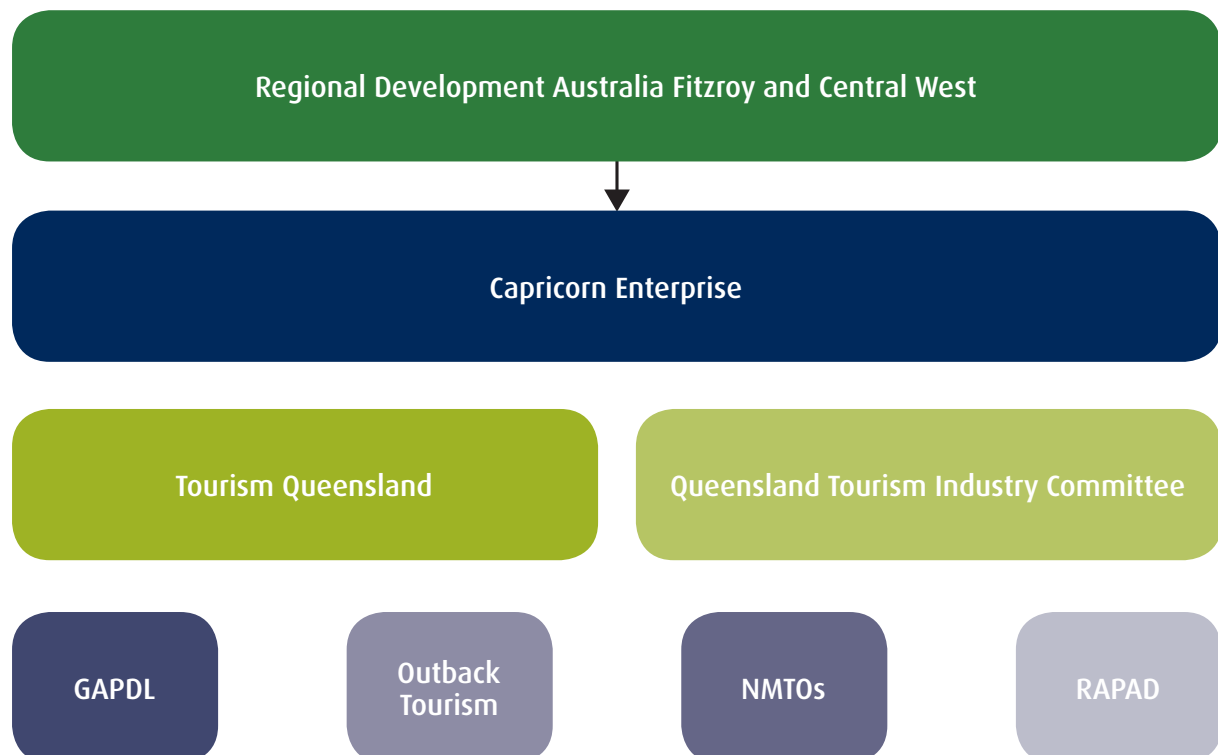 Regional Development Australia Fitzroy and Central West
Capricorn Enterprise
Tourism Queensland
Queensland Tourism Industry Committee
GAPDL
Outback
Tourism
NMTOs
RAPAD